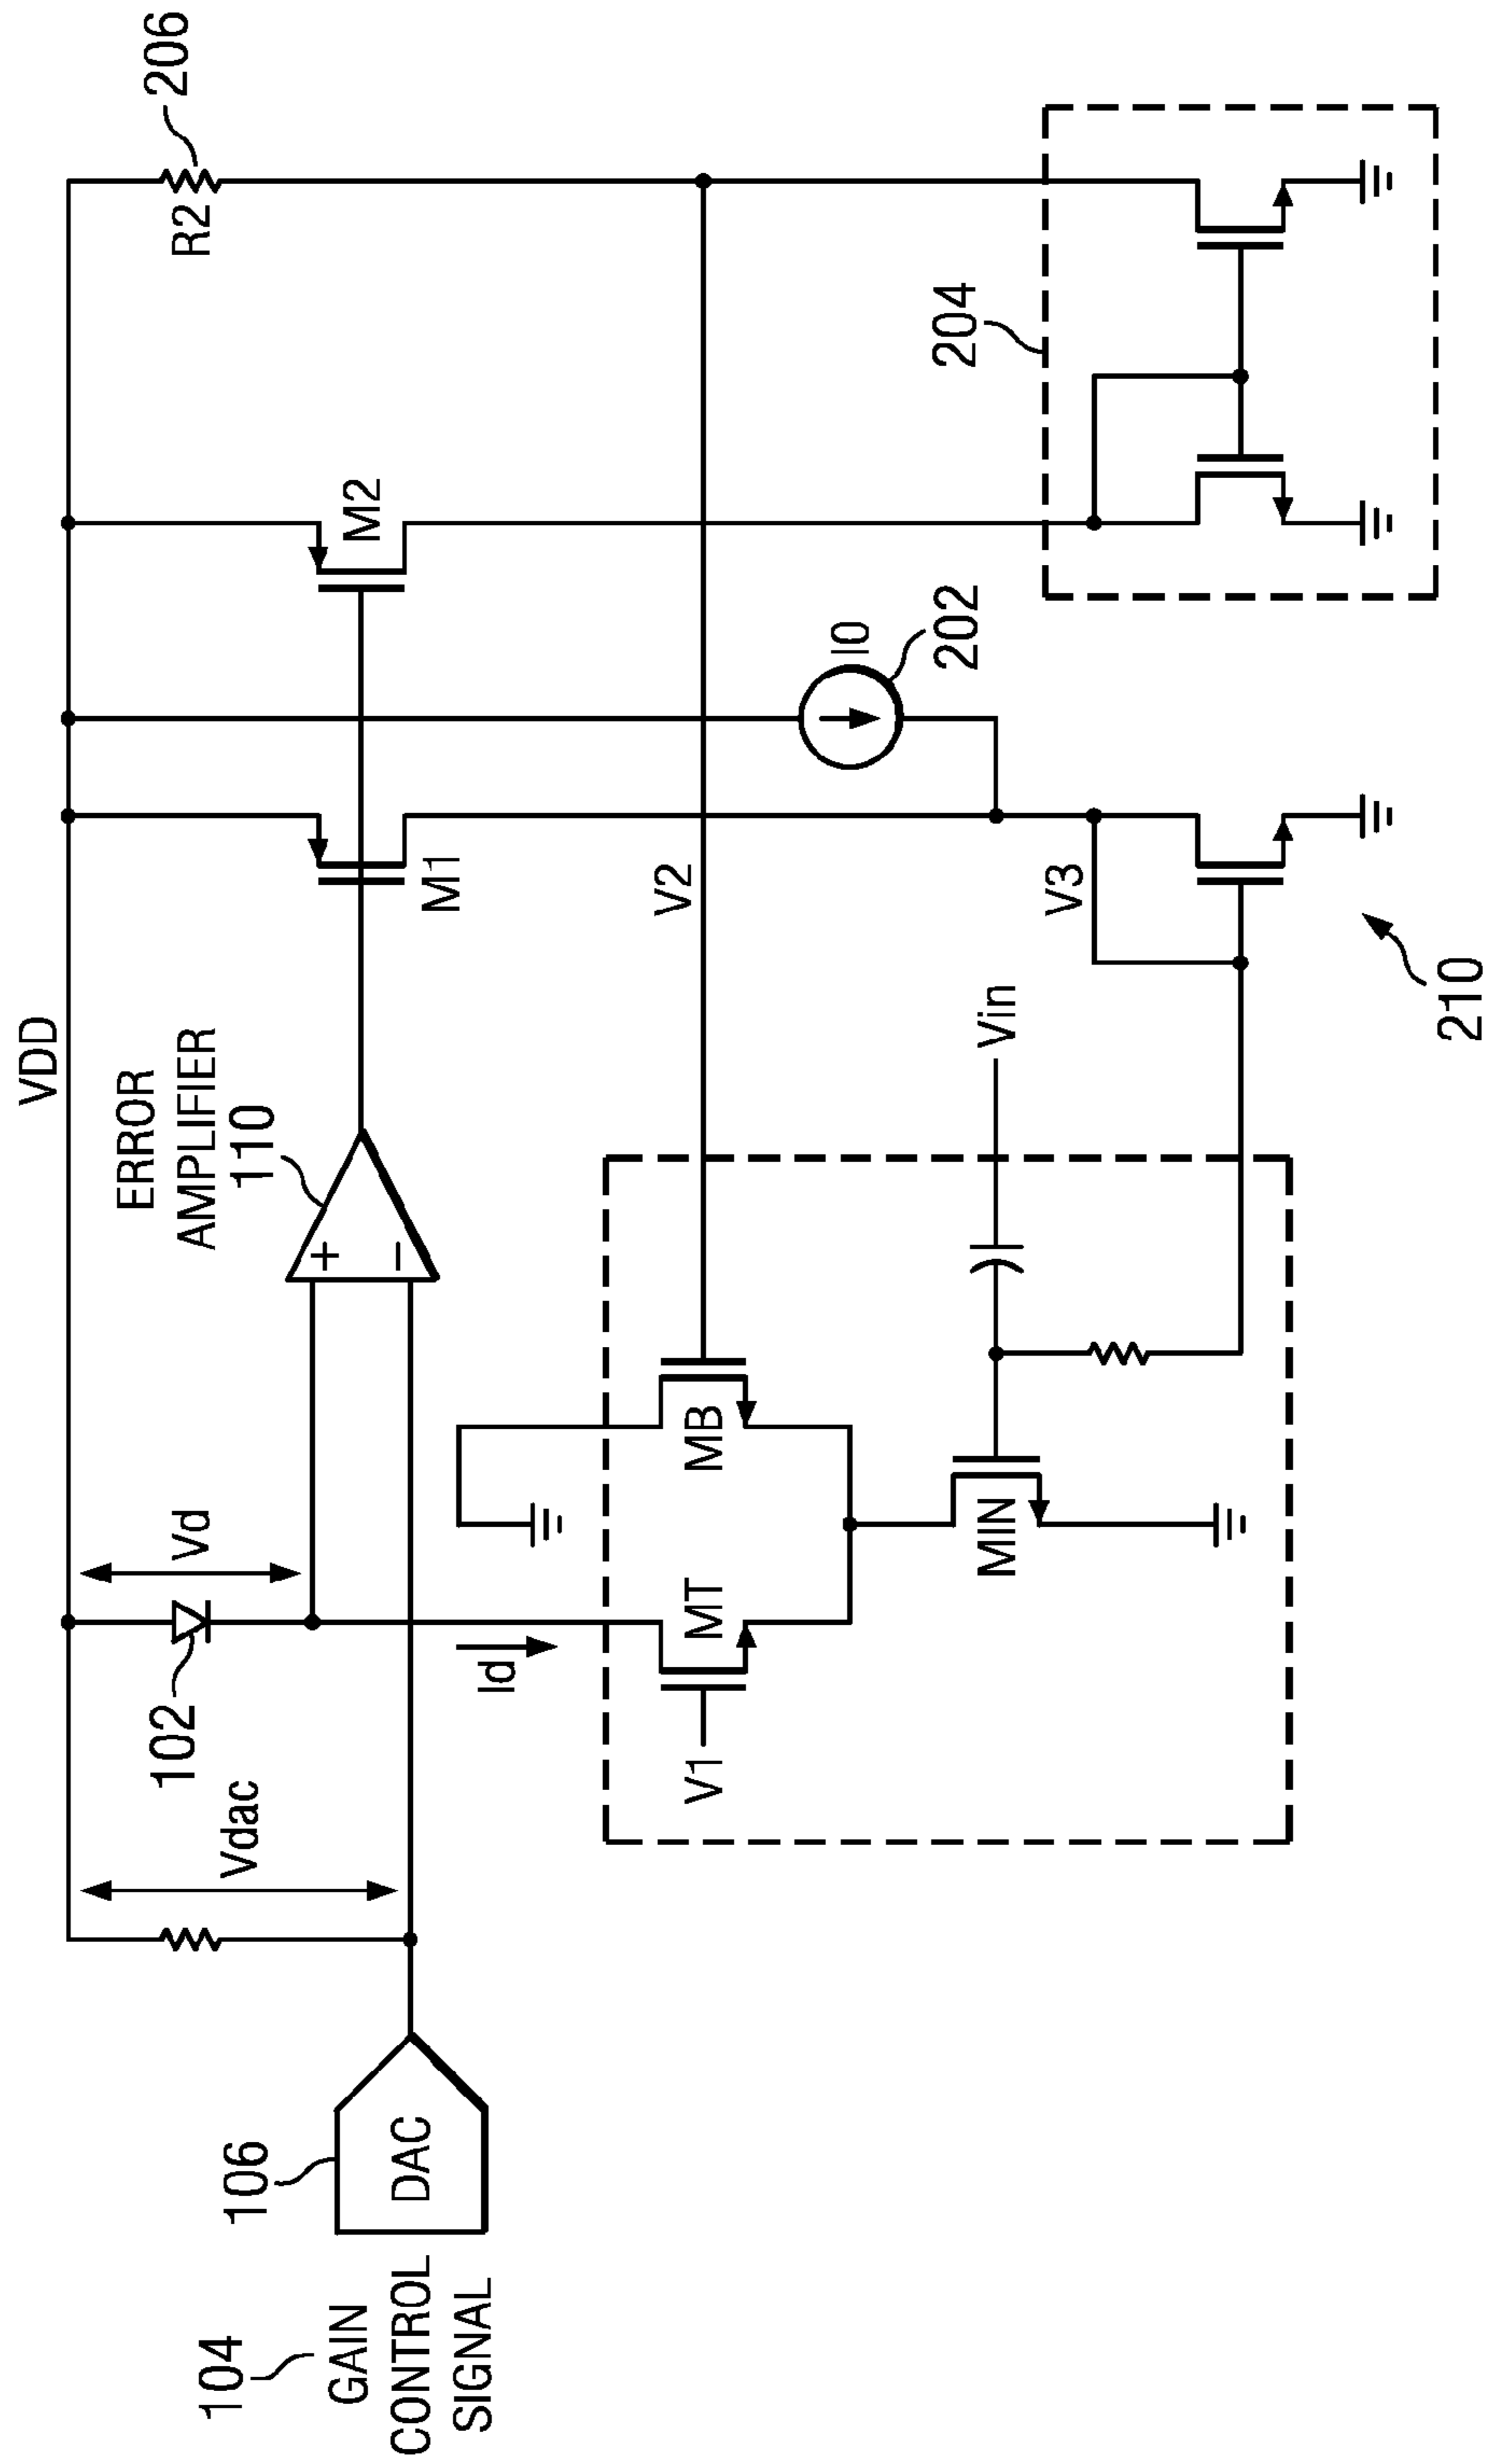 VDD
206
R2
ERROR
AMPLIFIER
110
+
−
M2
M1
Vd
102
Vdac
Id
I0
202
V2
204
V3
210
Vin
MB
MT
MIN
V1
106
DAC
104
GAIN
CONTROL
SIGNAL